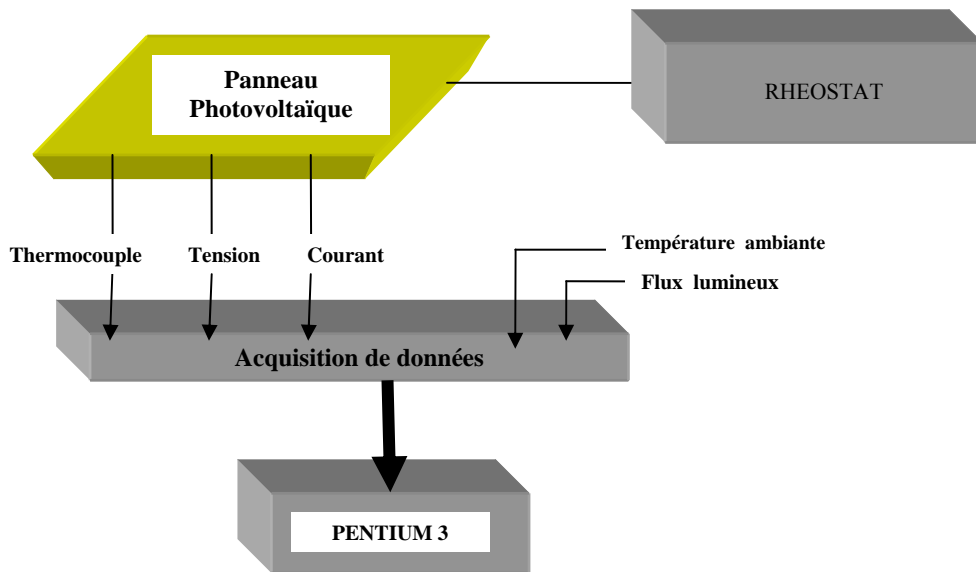 Panneau
Photovoltaïque
RHEOSTAT
Thermocouple
Tension
Courant
Température ambiante
Flux lumineux
Acquisition de données
PENTIUM 3